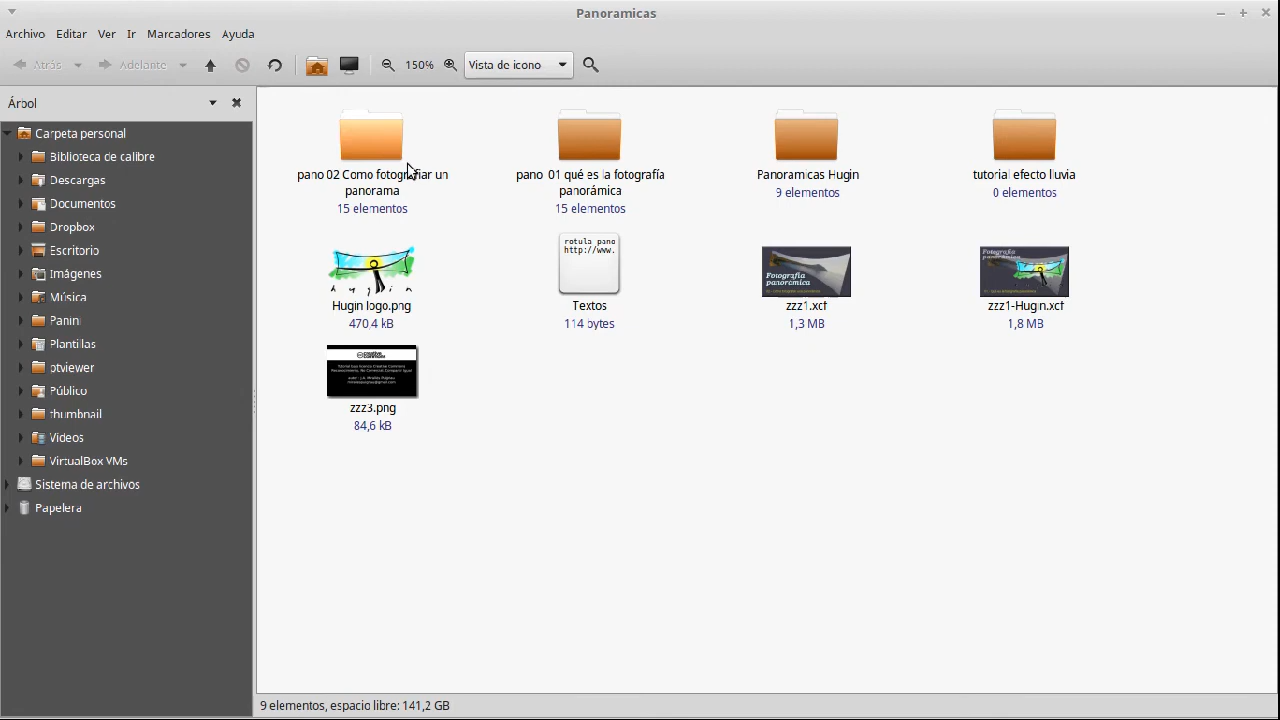 Panoramicas
Archivo Editar Ver Ir Marcadores Ayuda
Atrás Adelante 150% Vista de icono
Árbol
Carpeta personal
Biblioteca de calibre
Descargas
Documentos
Dropbox
Escritorio
Imágenes
Música
Panini
Plantillas
ptviewer
Público
thumbnail
Vídeos
VirtualBox VMs
Sistema de archivos
Papelera
pano 02 Como fotografiar un
panorama
15 elementos
pano 01 qué es la fotografía
panorámica
15 elementos
Panoramicas Hugin
9 elementos
tutorial efecto lluvia
0 elementos
Hugin
Hugin logo.png
470,4 kB
rotula pano
http://www.
Textos
114 bytes
Fotografía
panorámica
zzz1.xcf
1,3 MB
Fotografía
panorámica
zzz1-Hugin.xcf
1,8 MB
zzz3.png
84,6 kB
9 elementos, espacio libre: 141,2 GB